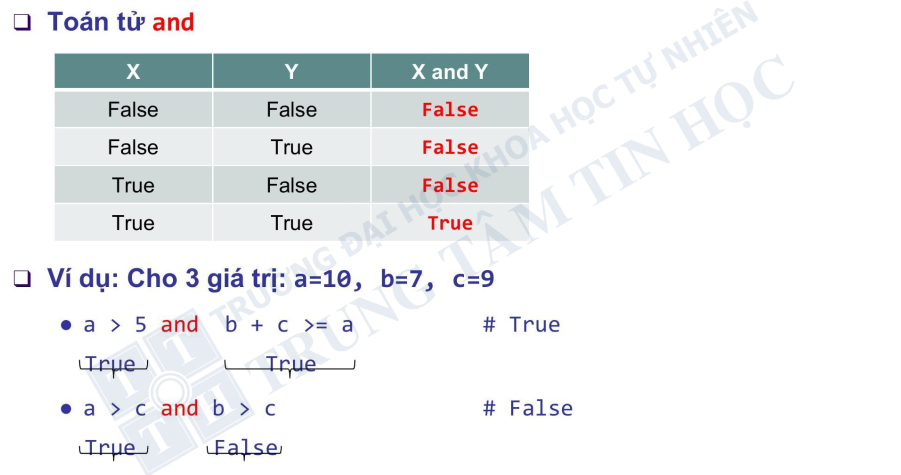 Toán tử and
X Y X and Y
False False False
False True False
True False False
True True True
Ví dụ: Cho 3 giá trị: a=10, b=7, c=9
a > 5 and b + c >= a # True
True True
a > c and b > c # False
True False
TRƯỜNG ĐẠI HỌC KHOA HỌC TỰ NHIÊN
TRUNG TÂM TIN HỌC